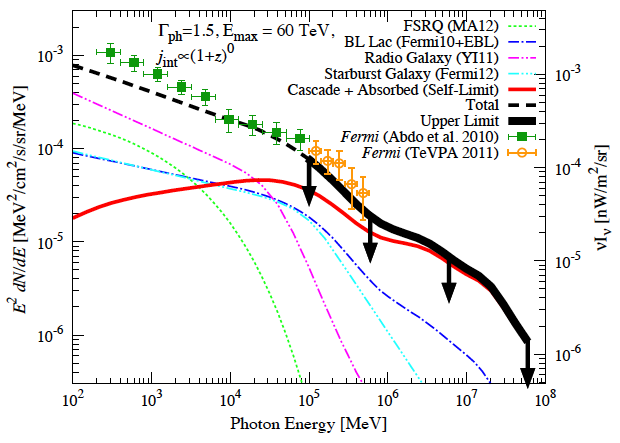 Γph=1.5, Emax = 60 TeV,
jint∝(1+z)0
FSRQ (MA12)
BL Lac (Fermi10+EBL)
Radio Galaxy (YI11)
Starburst Galaxy (Fermi12)
Cascade + Absorbed (Self-Limit)
Total
Upper Limit
Fermi (Abdo et al. 2010)
Fermi (TeVPA 2011)
E2 dN/dE [MeV2/cm2/s/sr/MeV]
10-3
10-4
10-5
10-6
νIν [nW/m2/sr]
10-3
10-4
10-5
10-6
102 103 104 105 106 107 108
Photon Energy [MeV]